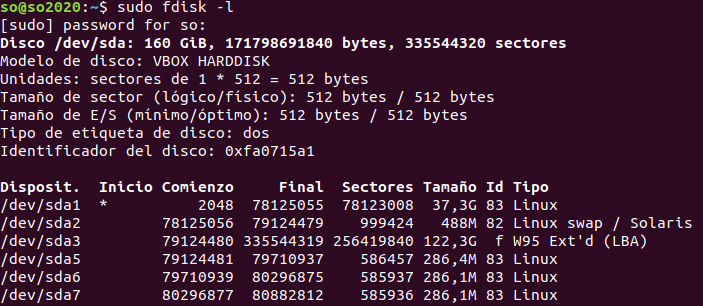 so@so2020:~$ sudo fdisk -l
[sudo] password for so:
Disco /dev/sda: 160 GiB, 171798691840 bytes, 335544320 sectores
Modelo de disco: VBOX HARDDISK
Unidades: sectores de 1 * 512 = 512 bytes
Tamaño de sector (lógico/físico): 512 bytes / 512 bytes
Tamaño de E/S (mínimo/óptimo): 512 bytes / 512 bytes
Tipo de etiqueta de disco: dos
Identificador del disco: 0xfa0715a1
Disposit. Inicio Comienzo Final Sectores Tamaño Id Tipo
/dev/sda1 * 2048 78125055 78123008 37,3G 83 Linux
/dev/sda2 78125056 79124479 999424 488M 82 Linux swap / Solaris
/dev/sda3 79124480 335544319 256419840 122,3G f W95 Ext'd (LBA)
/dev/sda5 79124481 79710937 586457 286,4M 83 Linux
/dev/sda6 79710939 80296875 585937 286,1M 83 Linux
/dev/sda7 80296877 80882812 585936 286,1M 83 Linux